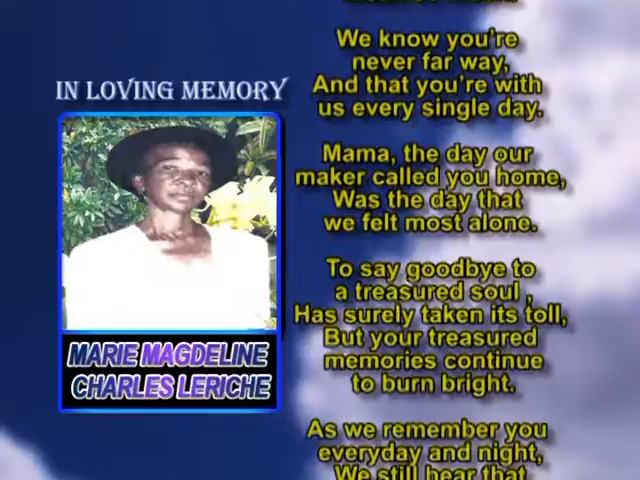 IN LOVING MEMORY
MARIE MAGDELINE
CHARLES LERICHE
We know you're
never far way,
And that you're with
us every single day.
Mama, the day our
maker called you home,
Was the day that
we felt most alone.
To say goodbye to
a treasured soul ,
Has surely taken its toll,
But your treasured
memories continue
to burn bright.
As we remember you
everyday and night,
We still hear that